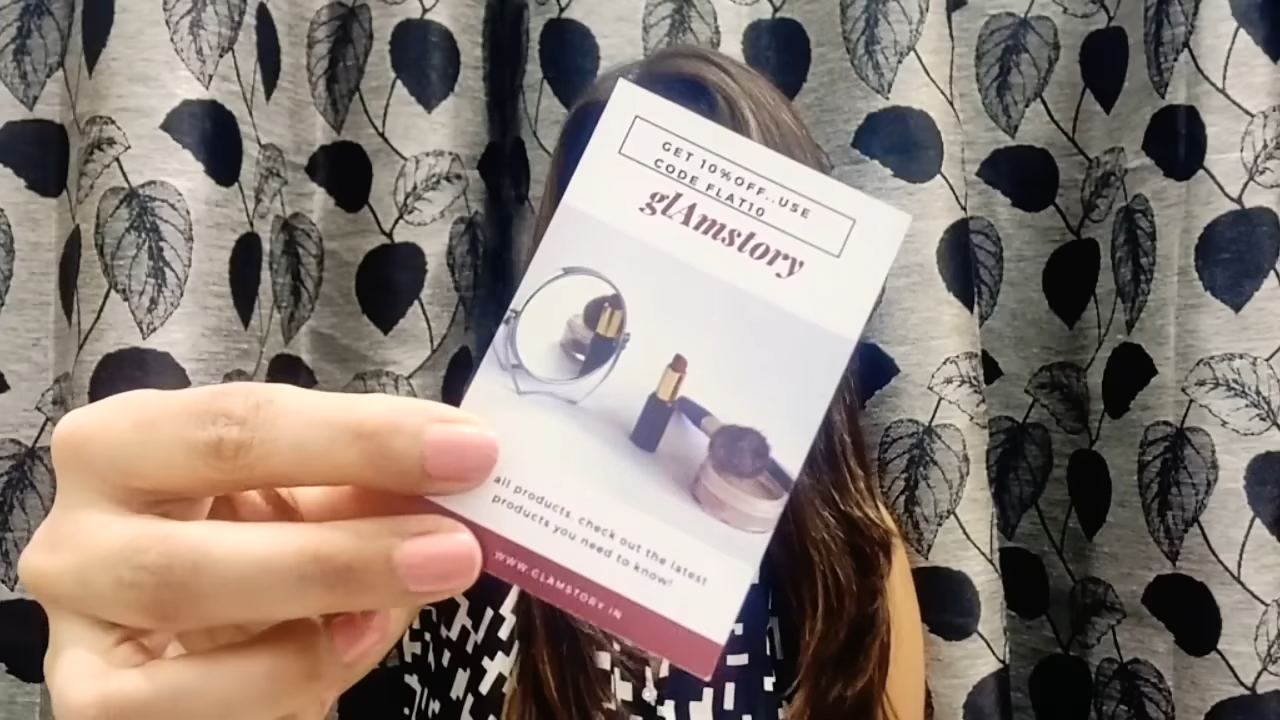 GET 10%OFF...USE
CODE FLAT10
glAmstory
all products. check out the latest
products you need to know!
WWW.GLAMSTORY.IN